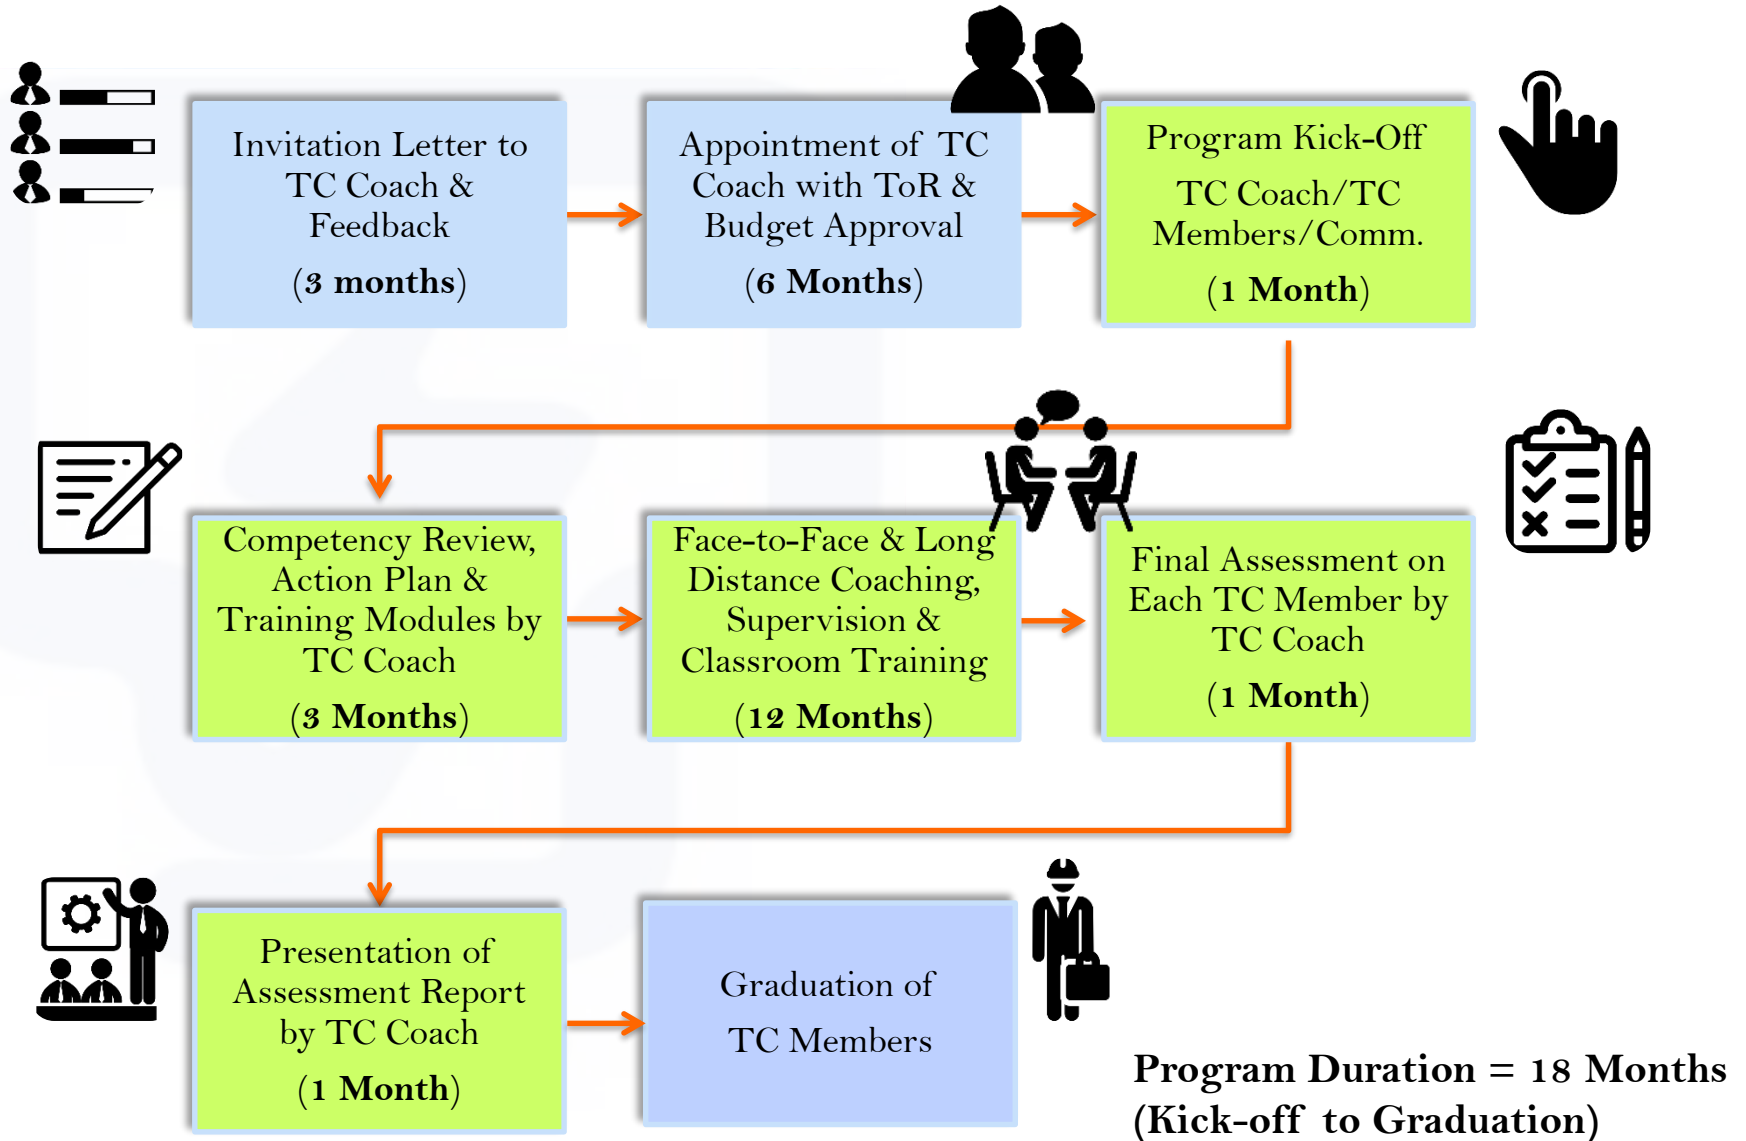 Invitation Letter to
TC Coach &
Feedback
(3 months)
Appointment of TC
Coach with ToR &
Budget Approval
(6 Months)
Program Kick-Off
TC Coach/TC
Members/Comm.
(1 Month)
Competency Review,
Action Plan &
Training Modules by
TC Coach
(3 Months)
Face-to-Face & Long
Distance Coaching,
Supervision &
Classroom Training
(12 Months)
Final Assessment on
Each TC Member by
TC Coach
(1 Month)
Presentation of
Assessment Report
by TC Coach
(1 Month)
Graduation of
TC Members
Program Duration = 18 Months
(Kick-off to Graduation)